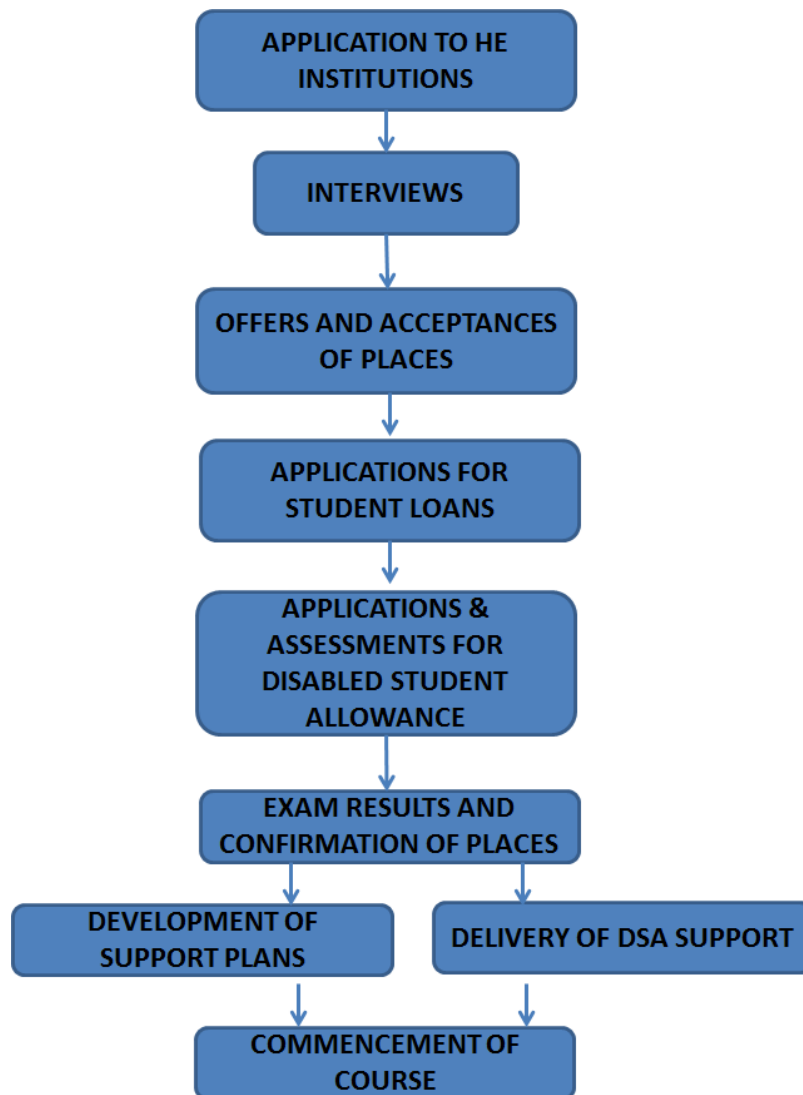 APPLICATION TO HE
INSTITUTIONS
INTERVIEWS
OFFERS AND ACCEPTANCES
OF PLACES
APPLICATIONS FOR
STUDENT LOANS
APPLICATIONS &
ASSESSMENTS FOR
DISABLED STUDENT
ALLOWANCE
EXAM RESULTS AND
CONFIRMATION OF PLACES
DEVELOPMENT OF
SUPPORT PLANS
DELIVERY OF DSA SUPPORT
COMMENCEMENT OF
COURSE